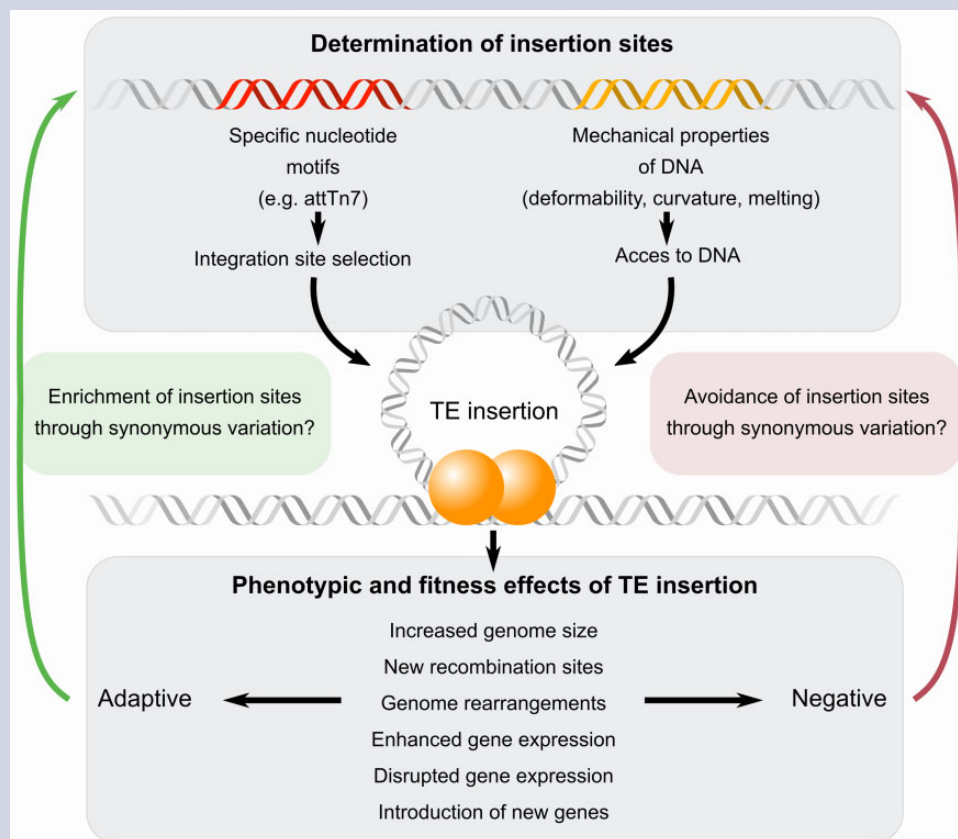 Determination of insertion sites
Specific nucleotide
motifs
(e.g. attTn7)
Integration site selection
Mechanical properties
of DNA
(deformability, curvature, melting)
Acces to DNA
Enrichment of insertion sites
through synonymous variation?
TE insertion
Avoidance of insertion sites
through synonymous variation?
Phenotypic and fitness effects of TE insertion
Increased genome size
New recombination sites
Genome rearrangements
Enhanced gene expression
Disrupted gene expression
Introduction of new genes
Adaptive
Negative